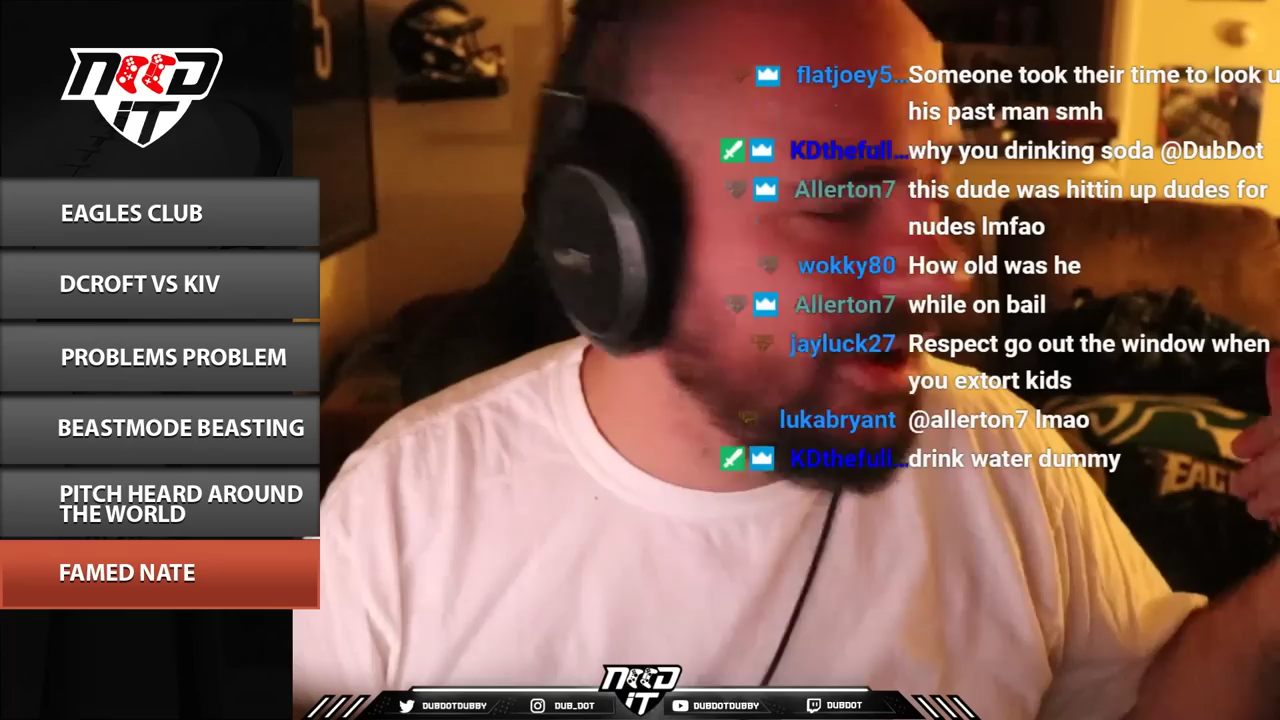 NERD
IT
EAGLES CLUB
DCROFT VS KIV
PROBLEMS PROBLEM
BEASTMODE BEASTING
PITCH HEARD AROUND
THE WORLD
FAMED NATE
flatjoey5... Someone took their time to look u
his past man smh
KDthefull... why you drinking soda @DubDot
Allerton7 this dude was hittin up dudes for
nudes lmfao
wokky80 How old was he
Allerton7 while on bail
jayluck27 Respect go out the window when
you extort kids
lukabryant @allerton7 lmao
KDthefull... drink water dummy
EAGL
NERD
IT
DUBDOTDUBBY
DUB_DOT
DUBDOTDUBBY
DUBDOT